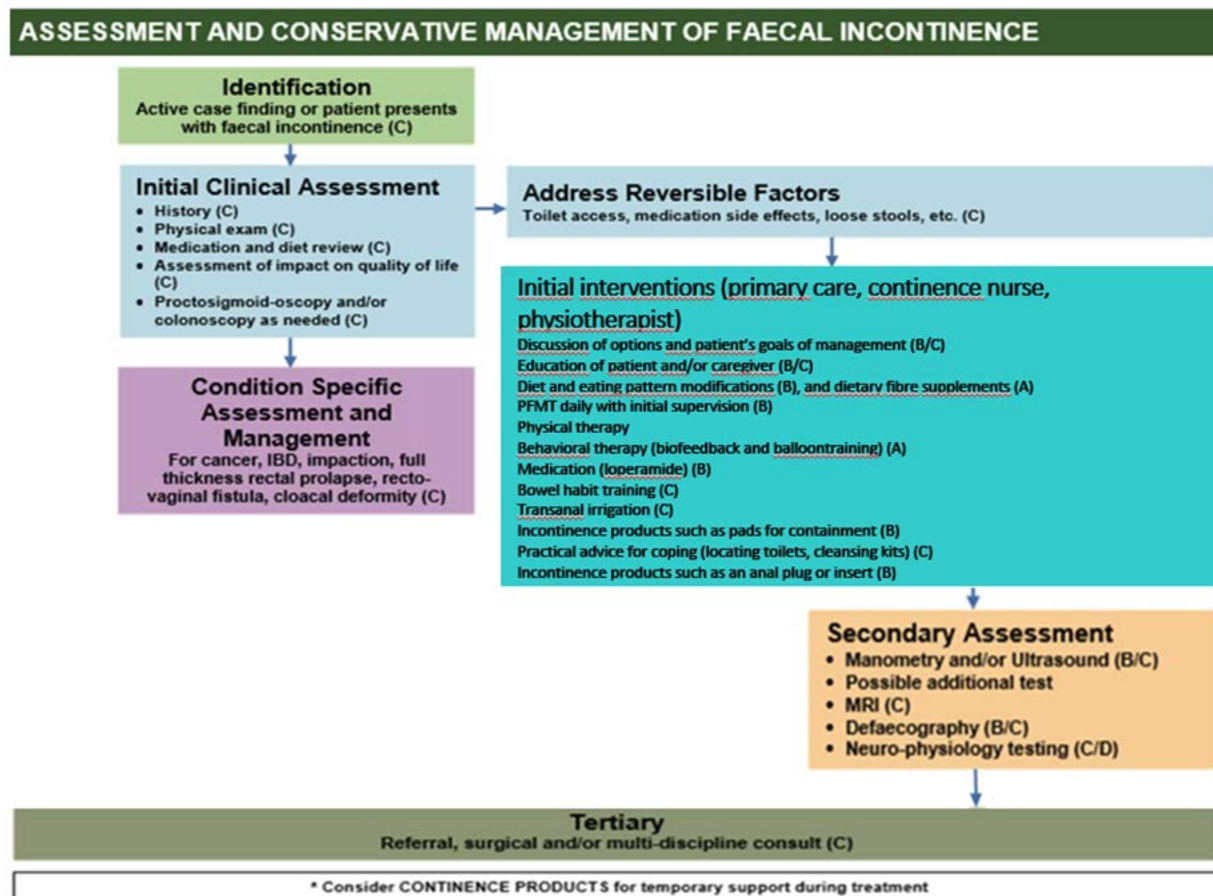 ASSESSMENT AND CONSERVATIVE MANAGEMENT OF FAECAL INCONTINENCE
Identification
Active case finding or patient presents
with faecal incontinence (C)
Initial Clinical Assessment
• History (C)
• Physical exam (C)
• Medication and diet review (C)
• Assessment of impact on quality of life
(C)
• Proctosigmoid-oscopy and/or
colonoscopy as needed (C)
Address Reversible Factors
Toilet access, medication side effects, loose stools, etc. (C)
Condition Specific
Assessment and
Management
For cancer, IBD, impaction, full
thickness rectal prolapse, recto-
vaginal fistula, cloacal deformity (C)
Initial interventions (primary care, continence nurse,
physiotherapist)
Discussion of options and patient's goals of management (B/C)
Education of patient and/or caregiver (B/C)
Diet and eating pattern modifications (B), and dietary fibre supplements (A)
PFMT daily with initial supervision (B)
Physical therapy
Behavioral therapy (biofeedback and balloontraining) (A)
Medication (loperamide) (B)
Bowel habit training (C)
Transanal irrigation (C)
Incontinence products such as pads for containment (B)
Practical advice for coping (locating toilets, cleansing kits) (C)
Incontinence products such as an anal plug or insert (B)
Secondary Assessment
• Manometry and/or Ultrasound (B/C)
• Possible additional test
• MRI (C)
• Defaecography (B/C)
• Neuro-physiology testing (C/D)
Tertiary
Referral, surgical and/or multi-discipline consult (C)
* Consider CONTINENCE PRODUCTS for temporary support during treatment